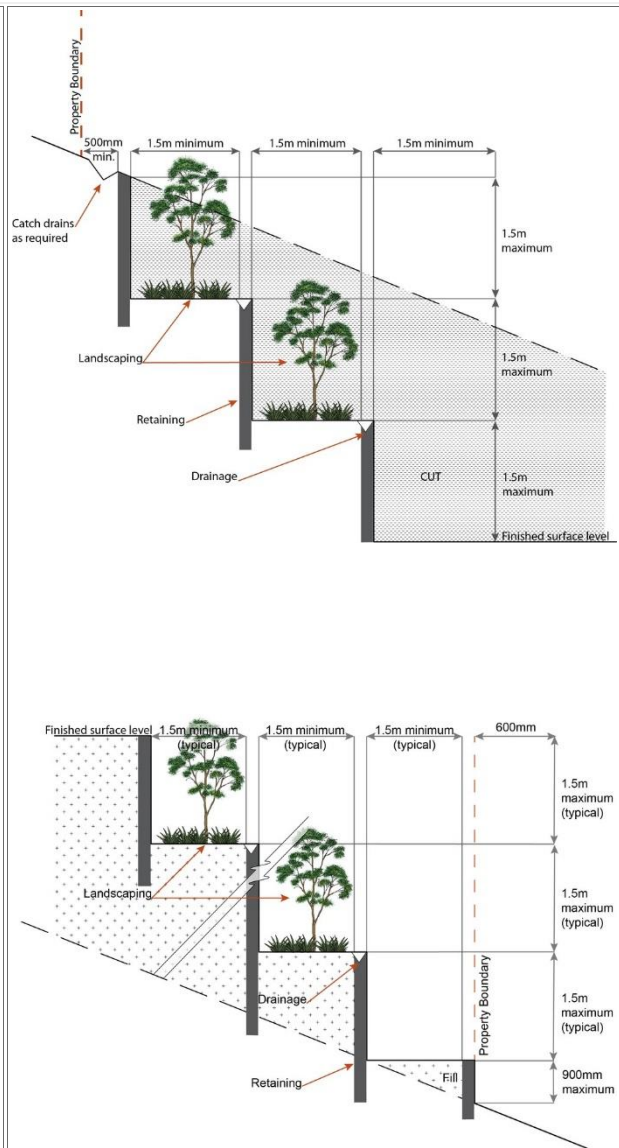 Property Boundary
500mm
min.
1.5m minimum
1.5m minimum
1.5m minimum
Catch drains
as required
1.5m
maximum
Landscaping
1.5m
maximum
Retaining
Drainage
CUT
1.5m
maximum
Finished surface level
Finished surface level
1.5m minimum
(typical)
1.5m minimum
(typical)
1.5m minimum
(typical)
600mm
1.5m
maximum
(typical)
Landscaping
1.5m
maximum
(typical)
Drainage
Property Boundary
1.5m
maximum
(typical)
Retaining
Fill
900mm
maximum